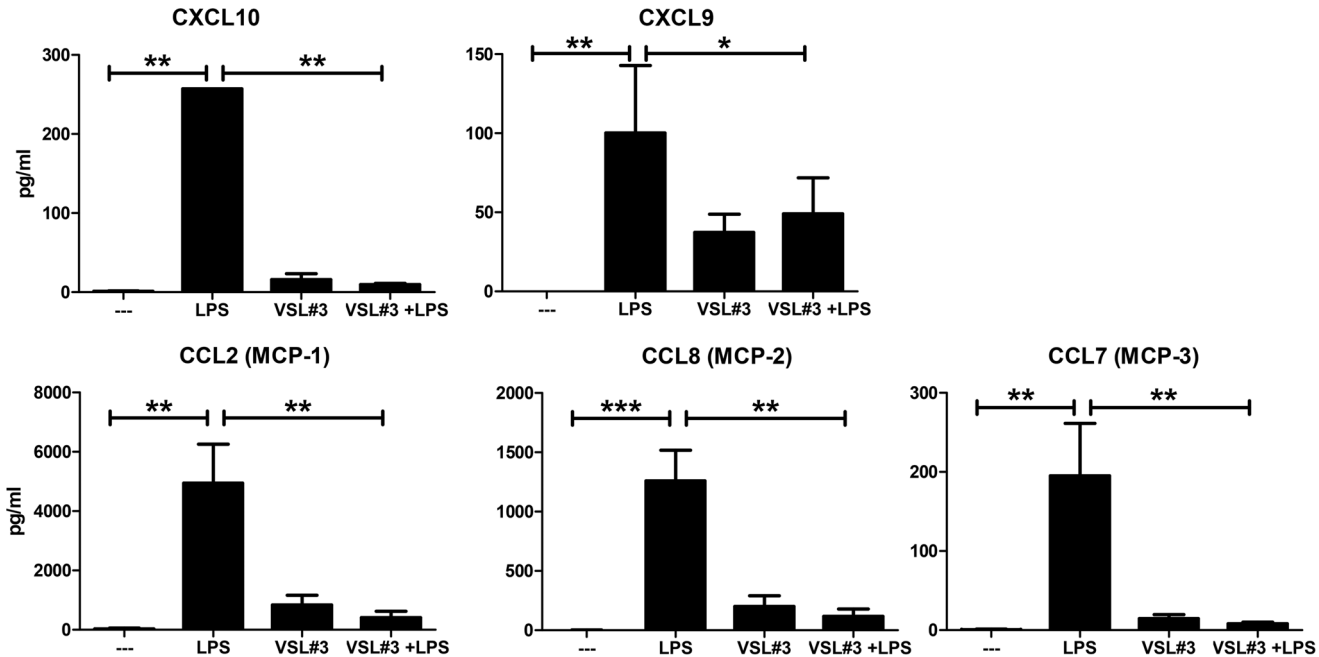 CXCL10
300
200
100
0
pg/ml
** **
--- LPS VSL#3 VSL#3 +LPS
CXCL9
150
100
50
0
** *
--- LPS VSL#3 VSL#3 +LPS
CCL2 (MCP-1)
8000
6000
4000
2000
0
pg/ml
** **
--- LPS VSL#3 VSL#3 +LPS
CCL8 (MCP-2)
2000
1500
1000
500
0
*** **
--- LPS VSL#3 VSL#3 +LPS
CCL7 (MCP-3)
300
200
100
0
** **
--- LPS VSL#3 VSL#3 +LPS